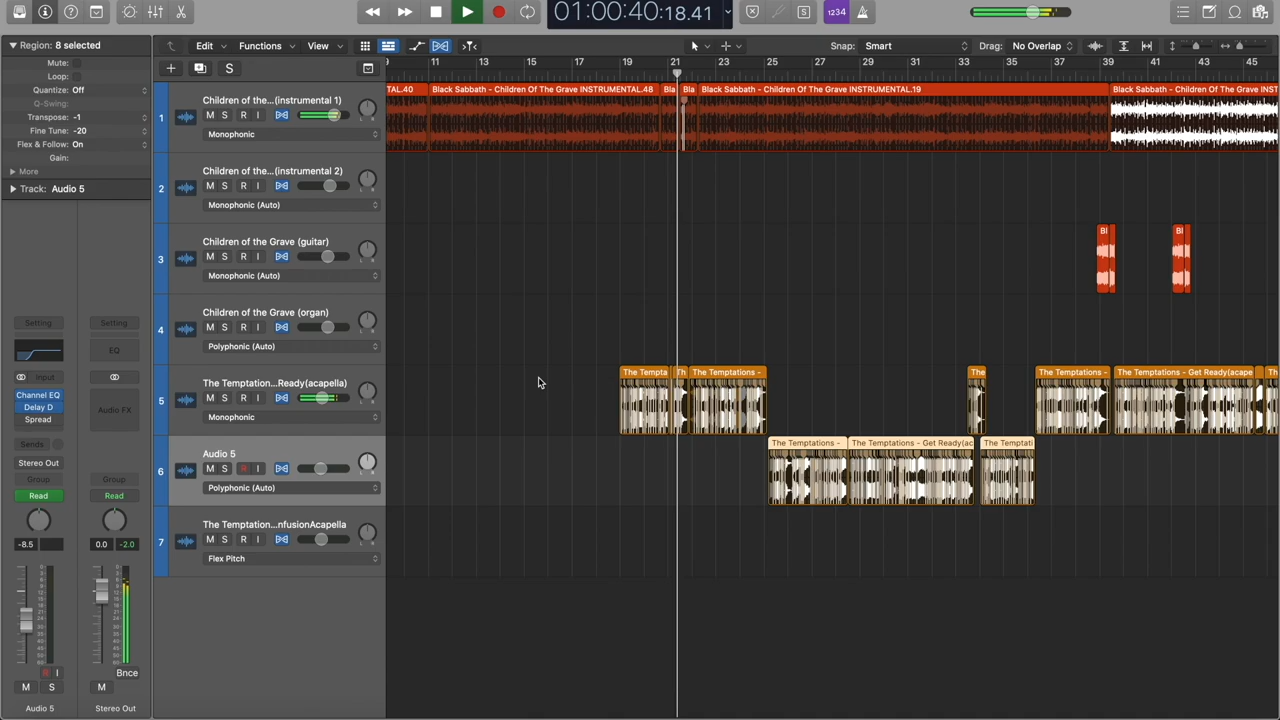 01:00:40:18.41
1234
Region: 8 selected
Edit
Functions
View
Snap: Smart
Drag: No Overlap
Mute:
Loop:
Quantize: Off
Q-Swing:
Transpose: -1
Fine Tune: -20
Flex & Follow: On
Gain:
More
Track: Audio 5
S
9 11 13 15 17 19 21 23 25 27 29 31 33 35 37 39 41 43 45
TAL.40
Black Sabbath - Children Of The Grave INSTRUMENTAL.48
Bla
Bla
Black Sabbath - Children Of The Grave INSTRUMENTAL.19
Black Sabbath - Children Of The Grave INST
1
Children of the...(instrumental 1)
M S R I
Monophonic
2
Children of the...(instrumental 2)
M S R I
Monophonic (Auto)
3
Children of the Grave (guitar)
M S R I
Monophonic (Auto)
Bl
Bl
4
Children of the Grave (organ)
M S R I
Polyphonic (Auto)
5
The Temptation...Ready(acapella)
M S R I
Monophonic
The Tempta
Th
The Temptations -
The
The Temptations -
The Temptations - Get Ready(acape
Th
6
Audio 5
M S R I
Polyphonic (Auto)
The Temptations -
The Temptations - Get Ready(ac
The Temptati
7
The Temptation...nfusionAcapella
M S R I
Flex Pitch
Setting
Setting
EQ
Input
Channel EQ
Delay D
Spread
Audio FX
Sends
Stereo Out
Group
Group
Read
Read
-8.5
0.0
-2.0
R I
Bnce
M S
M
Audio 5
Stereo Out